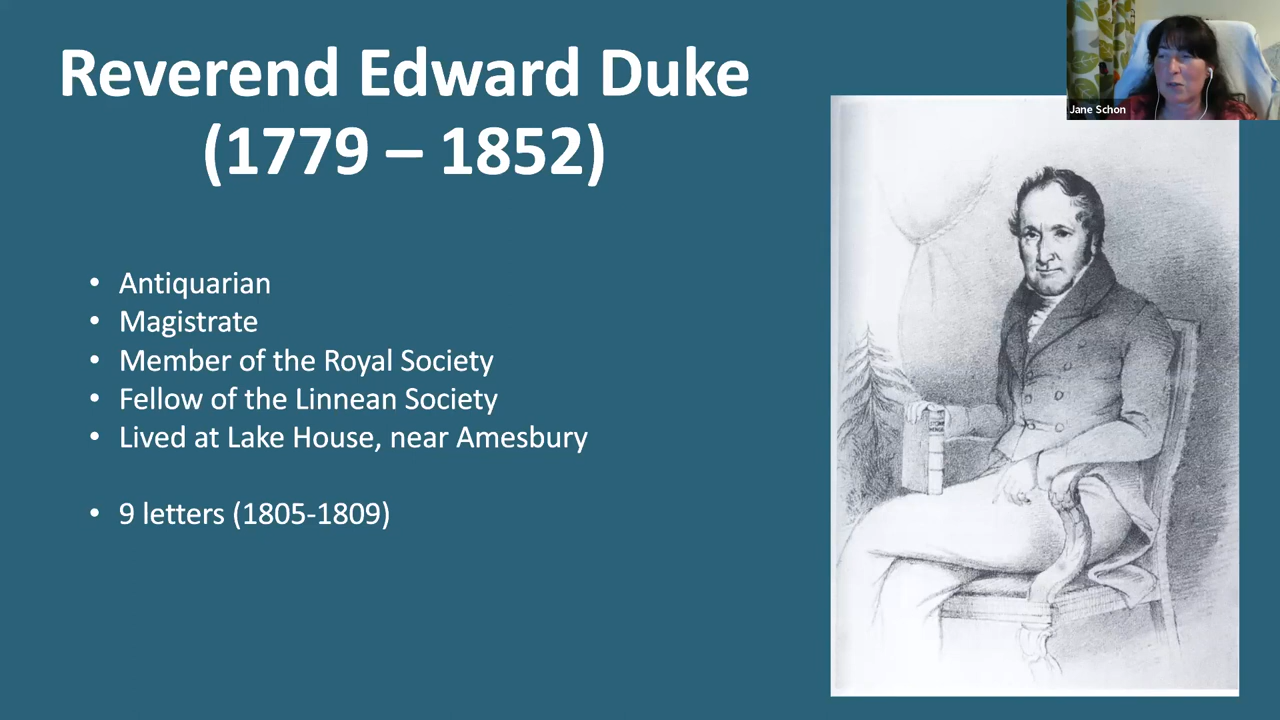 Reverend Edward Duke
(1779 – 1852)
Jane Schon
• Antiquarian
• Magistrate
• Member of the Royal Society
• Fellow of the Linnean Society
• Lived at Lake House, near Amesbury
• 9 letters (1805-1809)